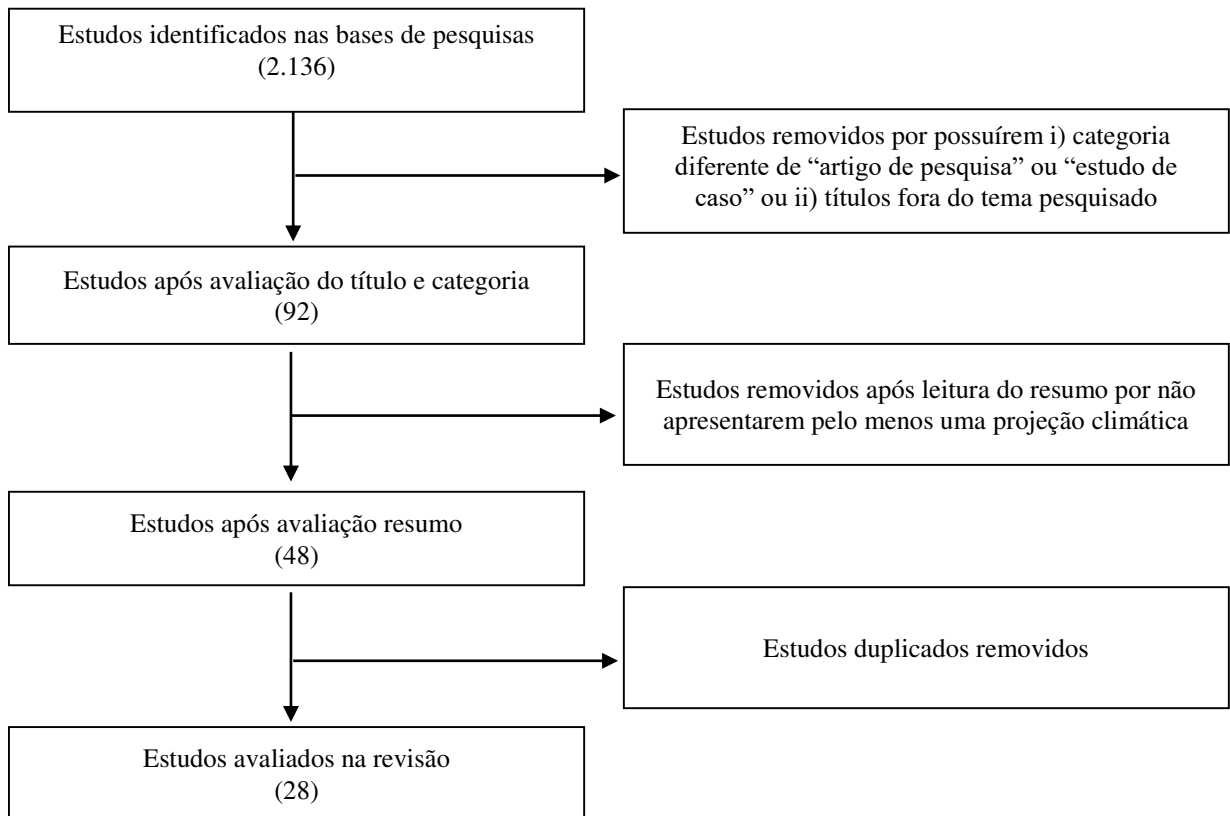 Estudos identificados nas bases de pesquisas
(2.136)
Estudos removidos por possuírem i) categoria
diferente de “artigo de pesquisa” ou “estudo de
caso” ou ii) títulos fora do tema pesquisado
Estudos após avaliação do título e categoria
(92)
Estudos removidos após leitura do resumo por não
apresentarem pelo menos uma projeção climática
Estudos após avaliação resumo
(48)
Estudos duplicados removidos
Estudos avaliados na revisão
(28)